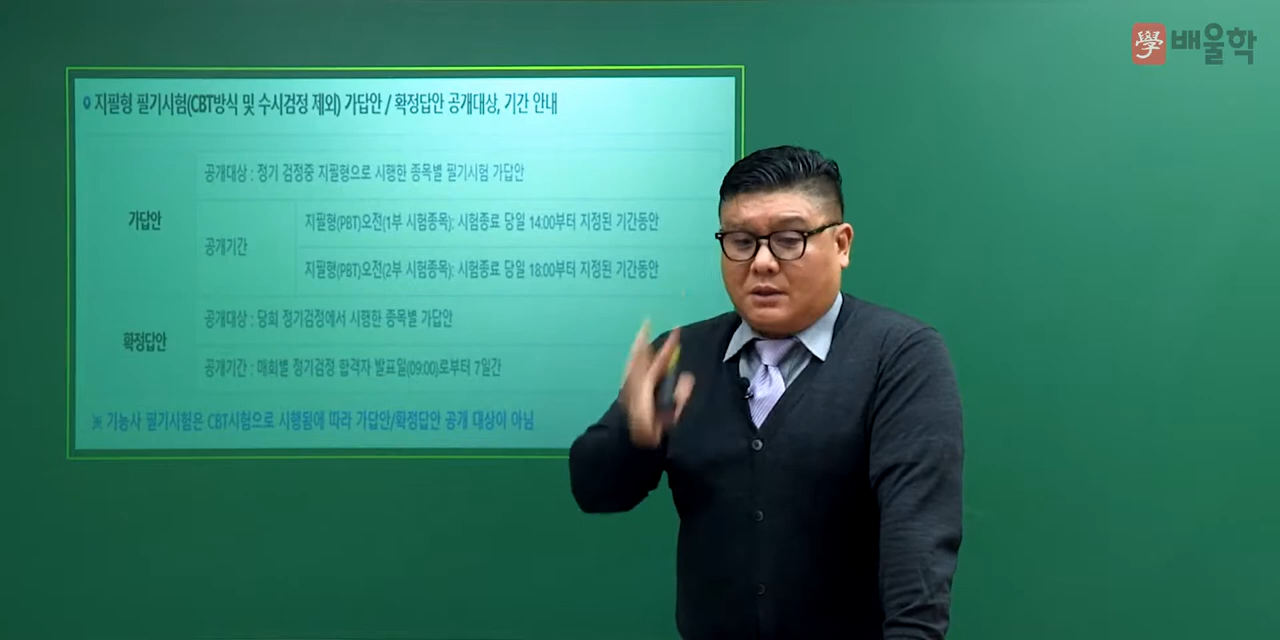 學 배울학
지필형 필기시험(CBT방식 및 수시검정 제외) 가답안 / 확정답안 공개대상, 기간 안내
가답안
공개대상 : 정기 검정중 지필형으로 시행한 종목별 필기시험 가답안
공개기간
지필형(PBT)오전(1부 시험종목): 시험종료 당일 14:00부터 지정된 기간동안
지필형(PBT)오전(2부 시험종목): 시험종료 당일 18:00부터 지정된 기간동안
확정답안
공개대상 : 당회 정기검정에서 시행한 종목별 가답안
공개기간 : 매회별 정기검정 합격자 발표일(09:00)로부터 7일간
※ 기능사 필기시험은 CBT시험으로 시행됨에 따라 가답안/확정답안 공개 대상이 아님